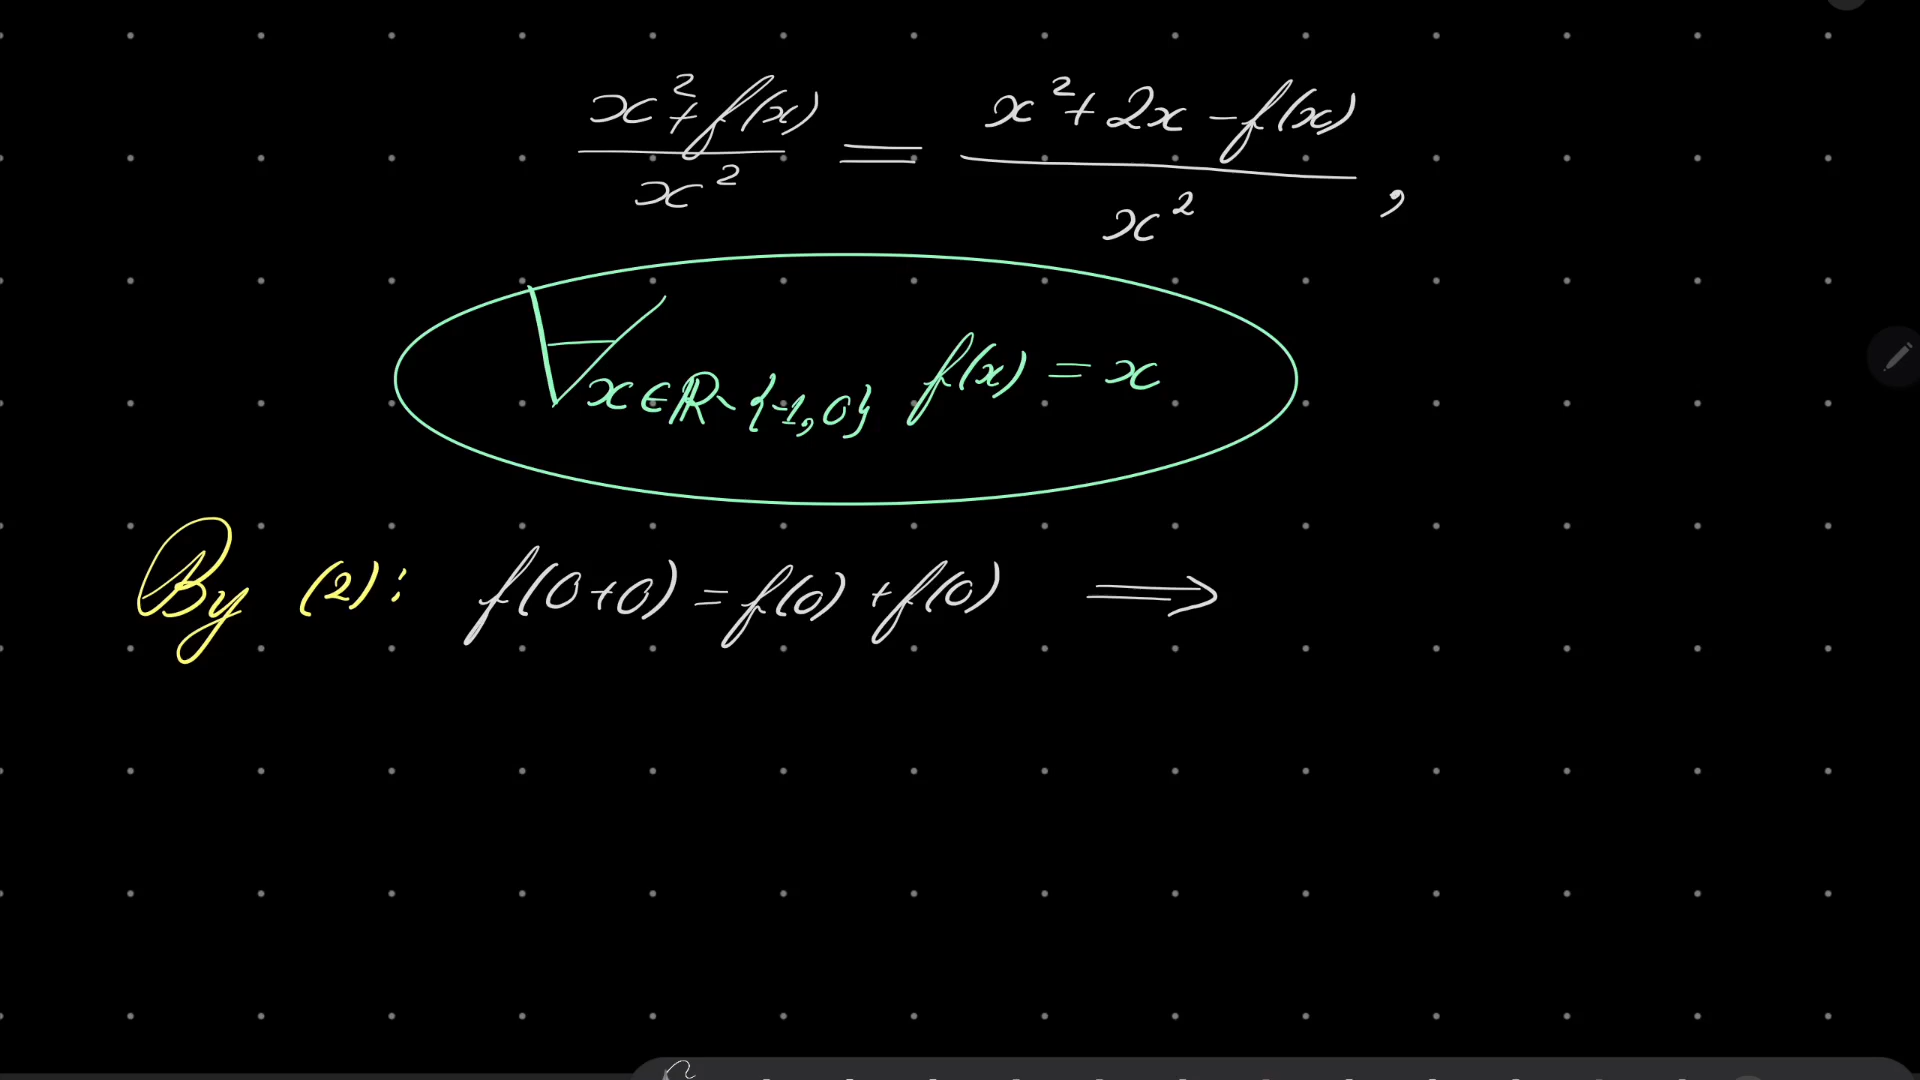 x²+f(x)/x² = x²+2x-f(x)/x²,
∀x∈ℝ∖{-1,0} f(x) = x
By (2): f(0+0) = f(0) + f(0) ⟹